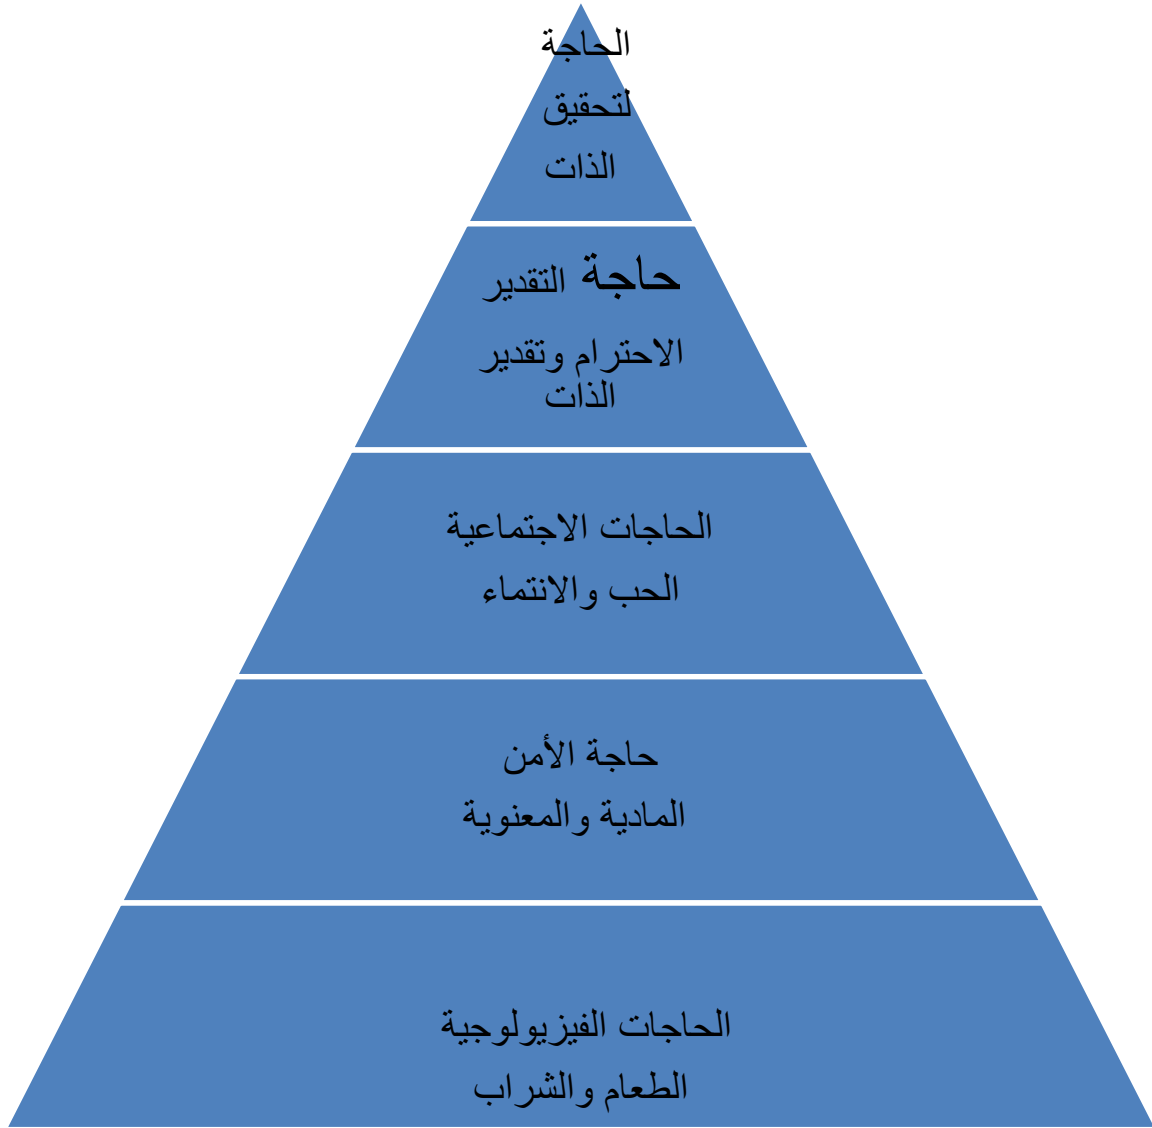 الحاجة
لتحقيق
الذات
حاجة التقدير
الاحترام وتقدير
الذات
الحاجات الاجتماعية
الحب والانتماء
حاجة الأمن
المادية والمعنوية
الحاجات الفيزيولوجية
الطعام والشراب